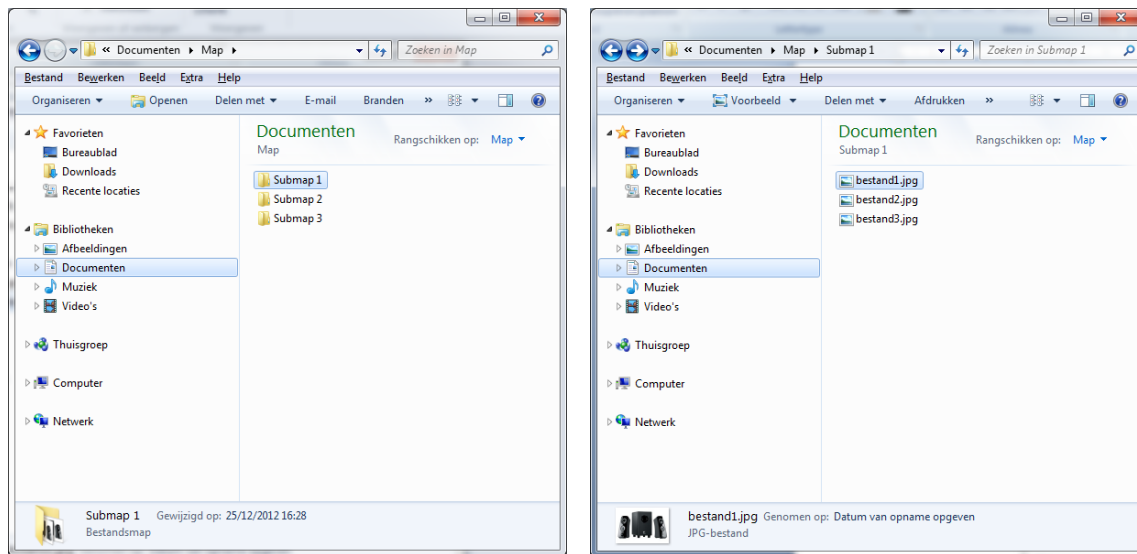 « Documenten ▸ Map ▸
Zoeken in Map
Bestand Bewerken Beeld Extra Help
Organiseren Openen Delen met E-mail Branden »
Favorieten
Bureaublad
Downloads
Recente locaties
Bibliotheken
Afbeeldingen
Documenten
Muziek
Video's
Thuisgroep
Computer
Netwerk
Documenten
Map
Rangschikken op: Map
Submap 1
Submap 2
Submap 3
Submap 1 Gewijzigd op: 25/12/2012 16:28
Bestandsmap
« Documenten ▸ Map ▸ Submap 1
Zoeken in Submap 1
Bestand Bewerken Beeld Extra Help
Organiseren Voorbeeld Delen met Afdrukken »
Favorieten
Bureaublad
Downloads
Recente locaties
Bibliotheken
Afbeeldingen
Documenten
Muziek
Video's
Thuisgroep
Computer
Netwerk
Documenten
Submap 1
Rangschikken op: Map
bestand1.jpg
bestand2.jpg
bestand3.jpg
bestand1.jpg Genomen op: Datum van opname opgeven
JPG-bestand